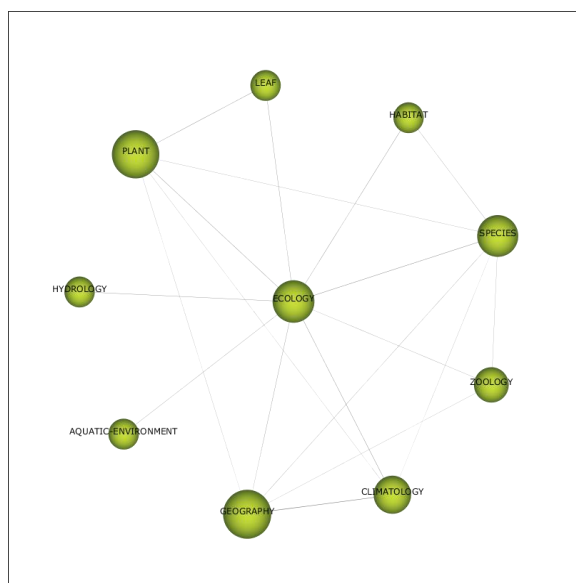 LEAF
HABITAT
PLANT
SPECIES
HYDROLOGY
ECOLOGY
ZOOLOGY
AQUATIC-ENVIRONMENT
CLIMATOLOGY
GEOGRAPHY